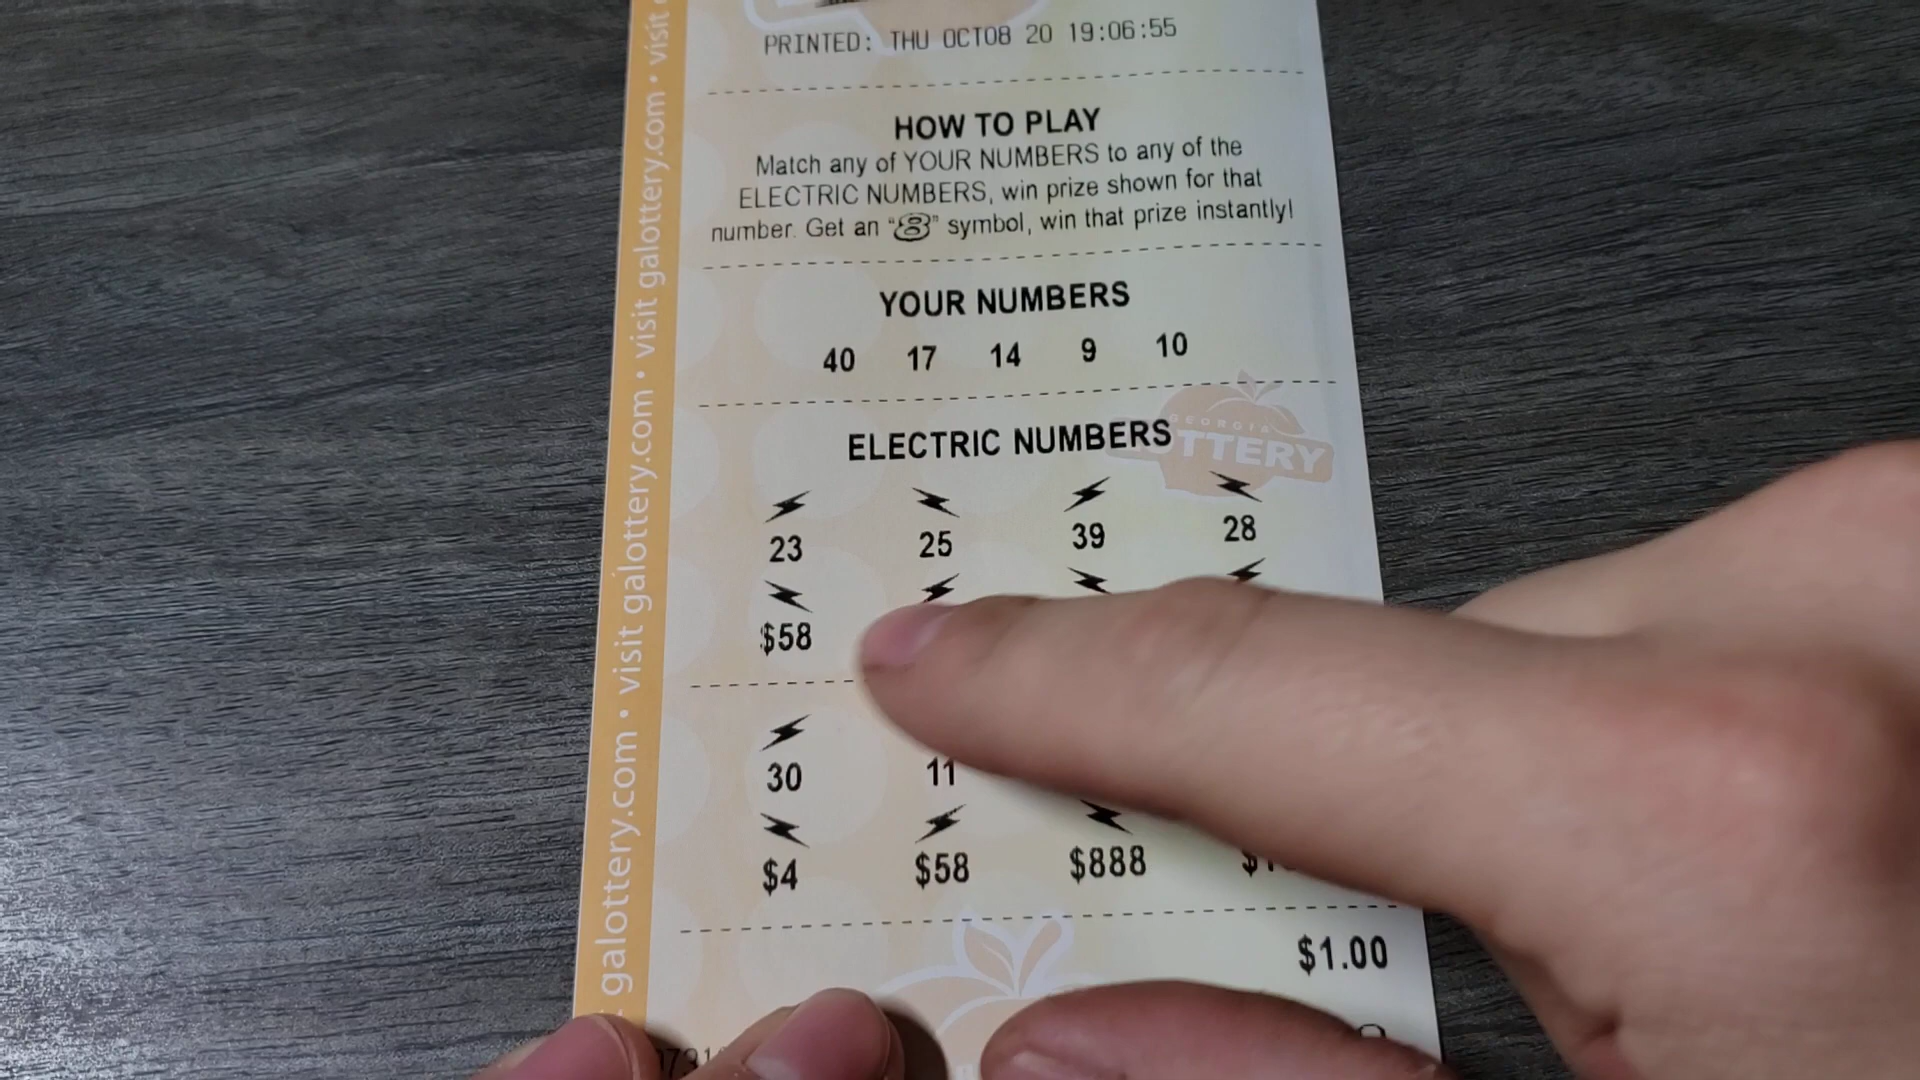 PRINTED: THU OCT08 20 19:06:55
HOW TO PLAY
Match any of YOUR NUMBERS to any of the
ELECTRIC NUMBERS, win prize shown for that
number. Get an "8" symbol, win that prize instantly!
YOUR NUMBERS
40 17 14 9 10
ELECTRIC NUMBERS
GEORGIA
LOTTERY
23 25 39 28
$58
30 11
$4 $58 $888
$1.00
galottery.com • visit galottery.com • visit galottery.com • visit galottery.com • visit